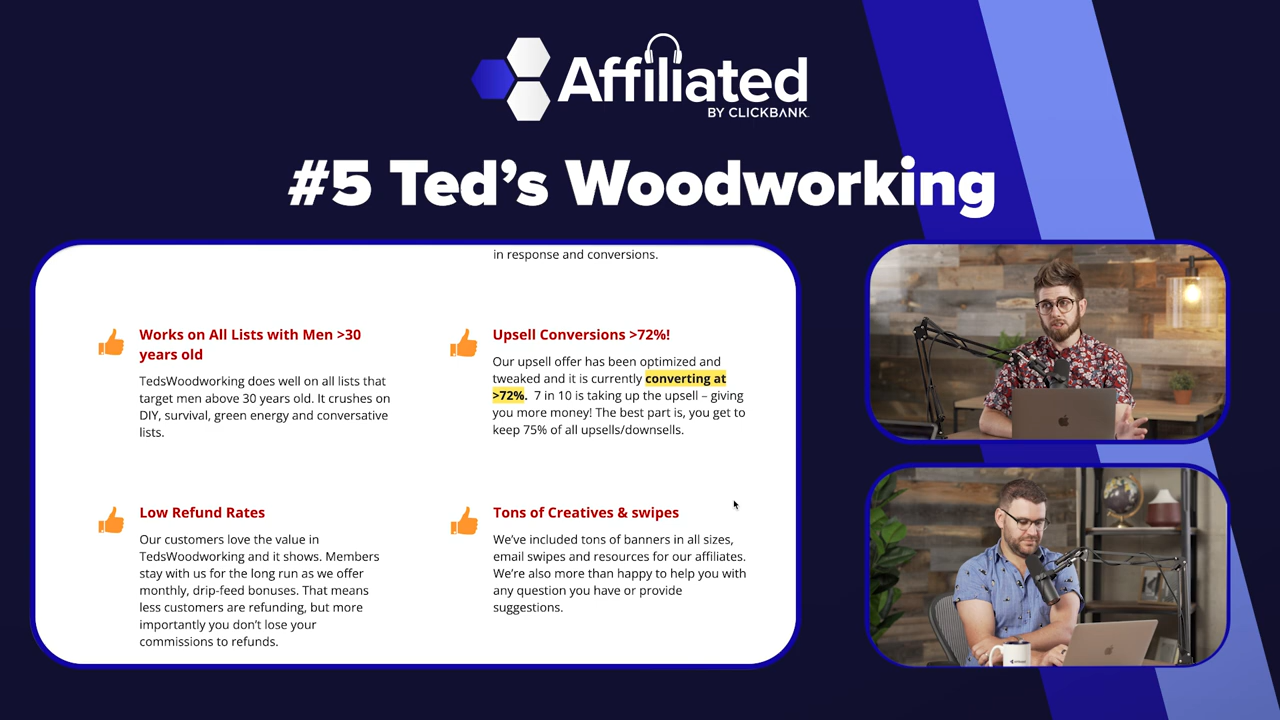 Affiliated
BY CLICKBANK
#5 Ted's Woodworking
in response and conversions.
Works on All Lists with Men >30
years old
TedsWoodworking does well on all lists that
target men above 30 years old. It crushes on
DIY, survival, green energy and conversative
lists.
Upsell Conversions >72%!
Our upsell offer has been optimized and
tweaked and it is currently converting at
>72%. 7 in 10 is taking up the upsell – giving
you more money! The best part is, you get to
keep 75% of all upsells/downsells.
Low Refund Rates
Our customers love the value in
TedsWoodworking and it shows. Members
stay with us for the long run as we offer
monthly, drip-feed bonuses. That means
less customers are refunding, but more
importantly you don't lose your
commissions to refunds.
Tons of Creatives & swipes
We've included tons of banners in all sizes,
email swipes and resources for our affiliates.
We're also more than happy to help you with
any question you have or provide
suggestions.